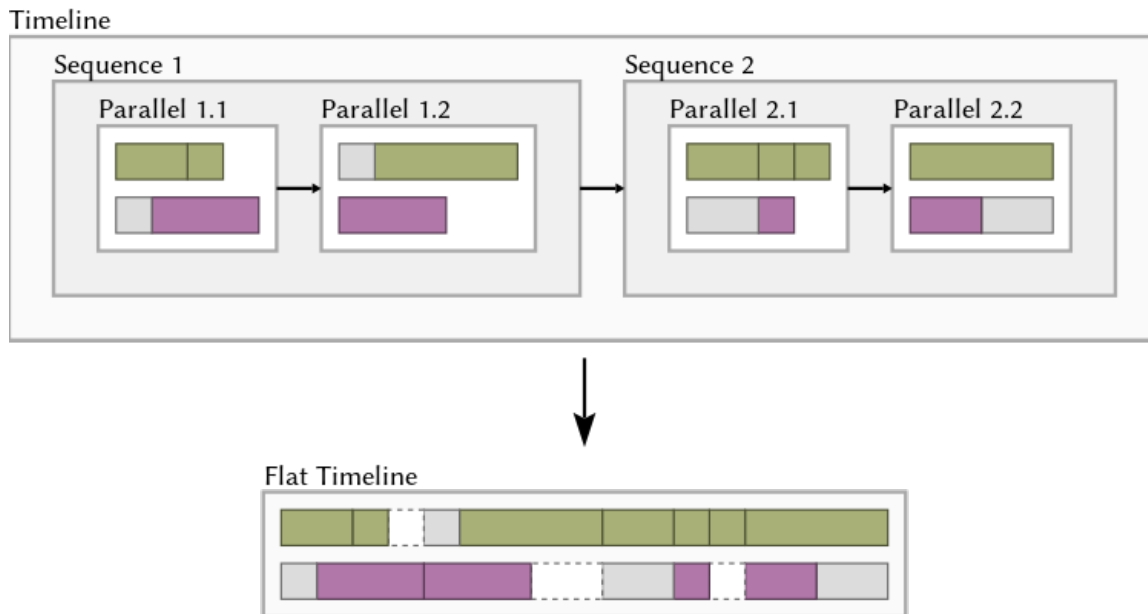 Timeline
Sequence 1
Sequence 2
Parallel 1.1
Parallel 1.2
Parallel 2.1
Parallel 2.2
Flat Timeline